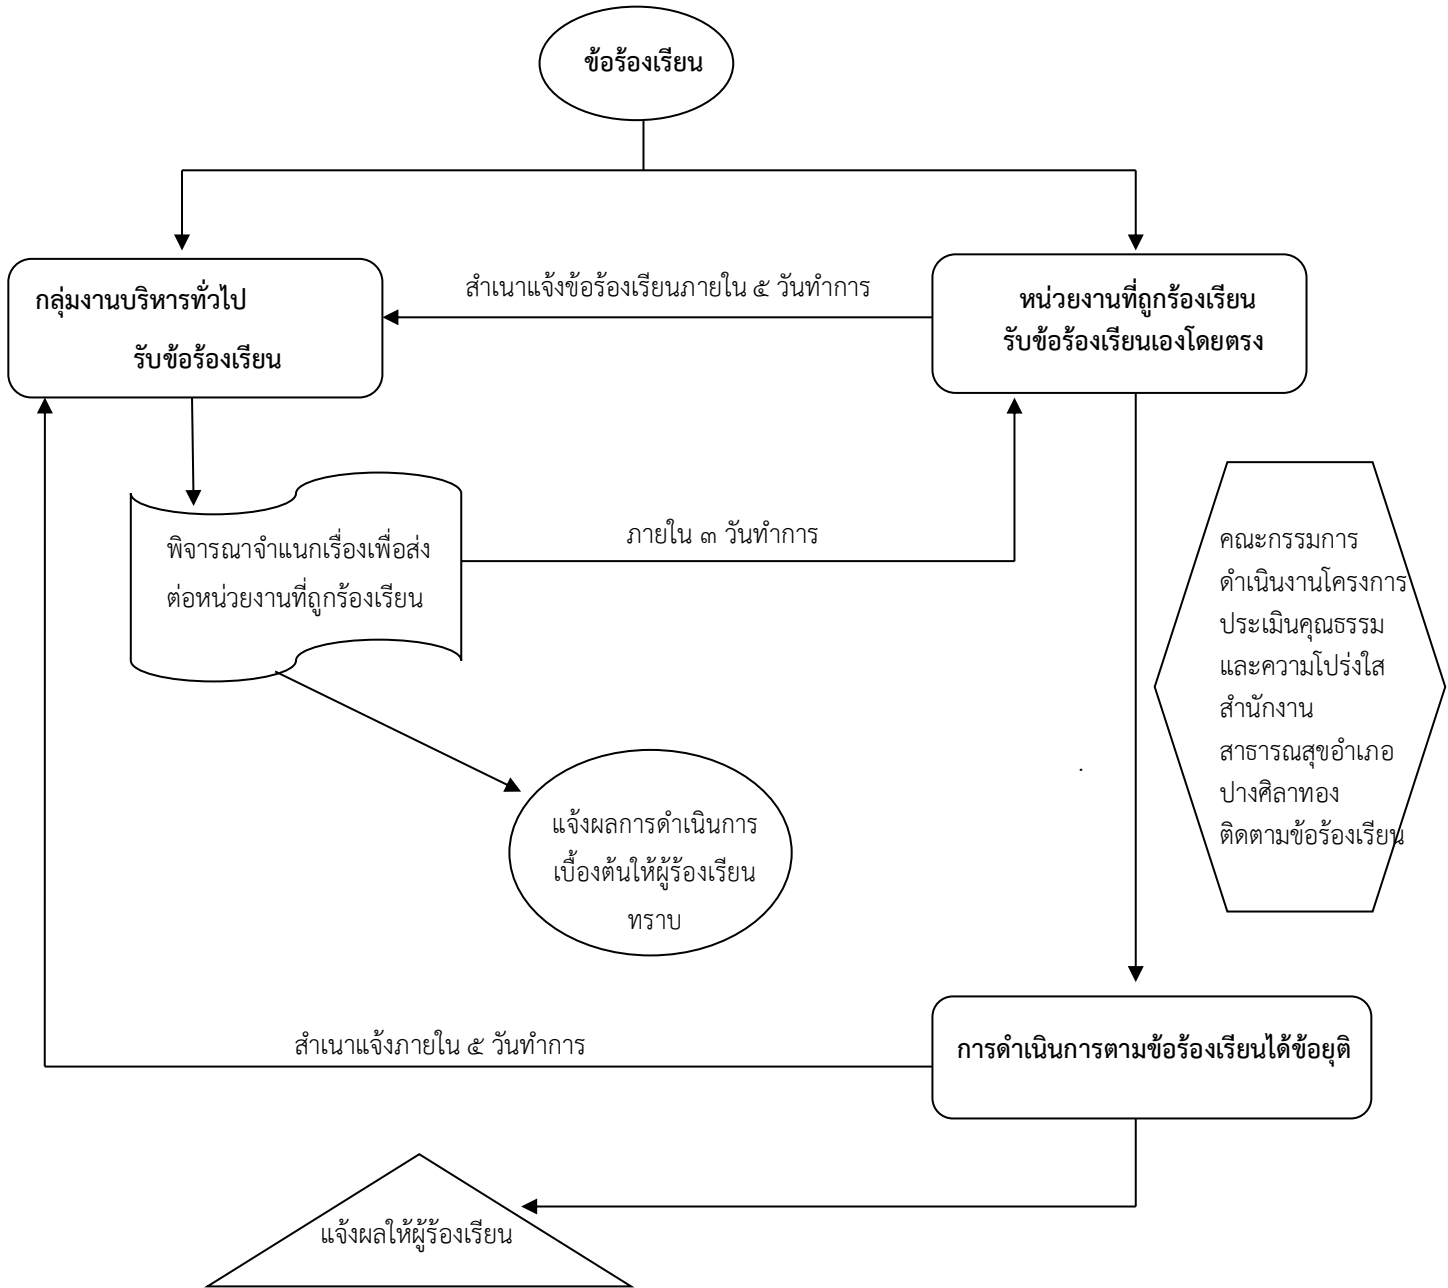 ข้อร้องเรียน
กลุ่มงานบริหารทั่วไป
รับข้อร้องเรียน
สำเนาแจ้งข้อร้องเรียนภายใน ๕ วันทำการ
หน่วยงานที่ถูกร้องเรียน
รับข้อร้องเรียนเองโดยตรง
พิจารณาจำแนกเรื่องเพื่อส่ง
ต่อหน่วยงานที่ถูกร้องเรียน
ภายใน ๓ วันทำการ
คณะกรรมการ
ดำเนินงานโครงการ
ประเมินคุณธรรม
และความโปร่งใส
สำนักงาน
สาธารณสุขอำเภอ
ปางศิลาทอง
ติดตามข้อร้องเรียน
แจ้งผลการดำเนินการ
เบื้องต้นให้ผู้ร้องเรียน
ทราบ
สำเนาแจ้งภายใน ๕ วันทำการ
การดำเนินการตามข้อร้องเรียนได้ข้อยุติ
แจ้งผลให้ผู้ร้องเรียน